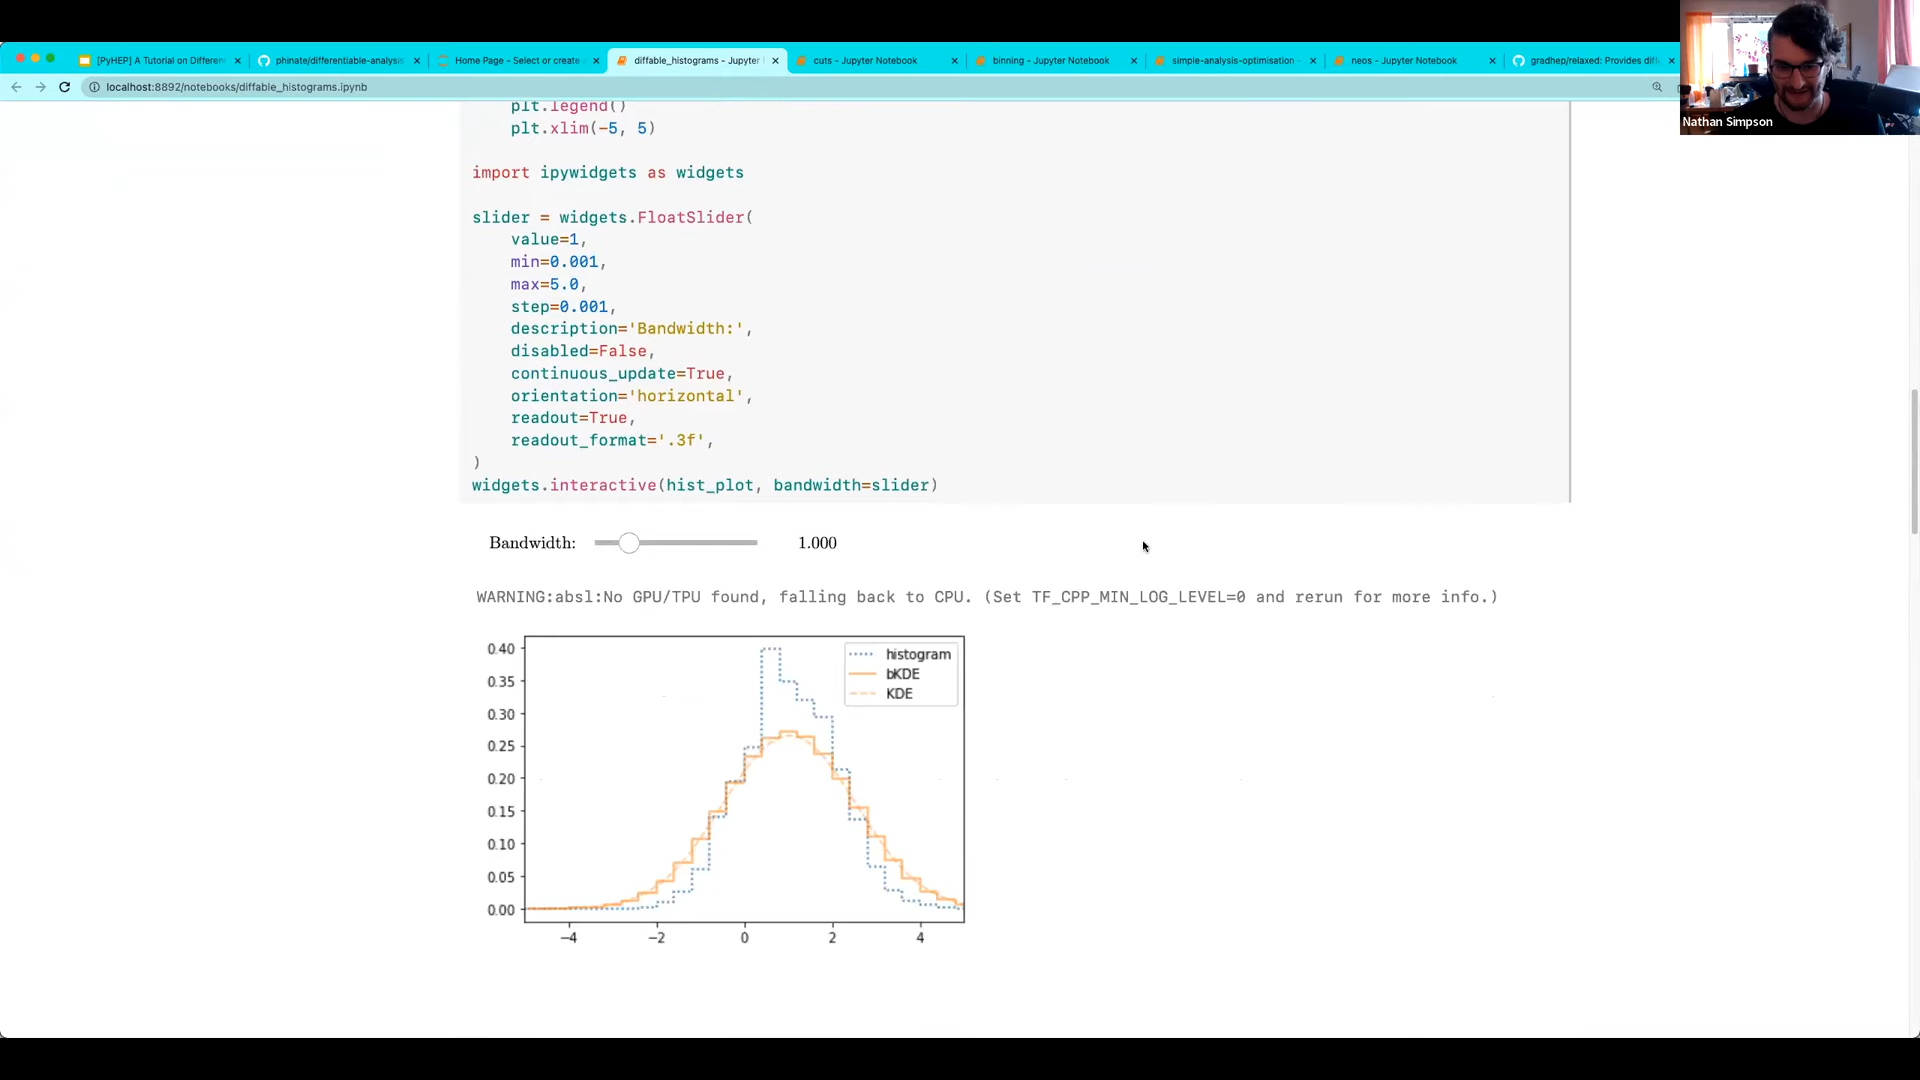 [PyHEP] A Tutorial on Differen
phinate/differentiable-analysis
Home Page - Select or create
diffable_histograms - Jupyter
cuts - Jupyter Notebook
binning - Jupyter Notebook
simple-analysis-optimisation -
neos - Jupyter Notebook
gradhep/relaxed: Provides diff
localhost:8892/notebooks/diffable_histograms.ipynb
Nathan Simpson
plt.legend()
plt.xlim(-5, 5)
import ipywidgets as widgets
slider = widgets.FloatSlider(
value=1,
min=0.001,
max=5.0,
step=0.001,
description='Bandwidth:',
disabled=False,
continuous_update=True,
orientation='horizontal',
readout=True,
readout_format='.3f',
)
widgets.interactive(hist_plot, bandwidth=slider)
Bandwidth: 1.000
WARNING:absl:No GPU/TPU found, falling back to CPU. (Set TF_CPP_MIN_LOG_LEVEL=0 and rerun for more info.)
histogram
bKDE
KDE
0.40
0.35
0.30
0.25
0.20
0.15
0.10
0.05
0.00
−4 −2 0 2 4